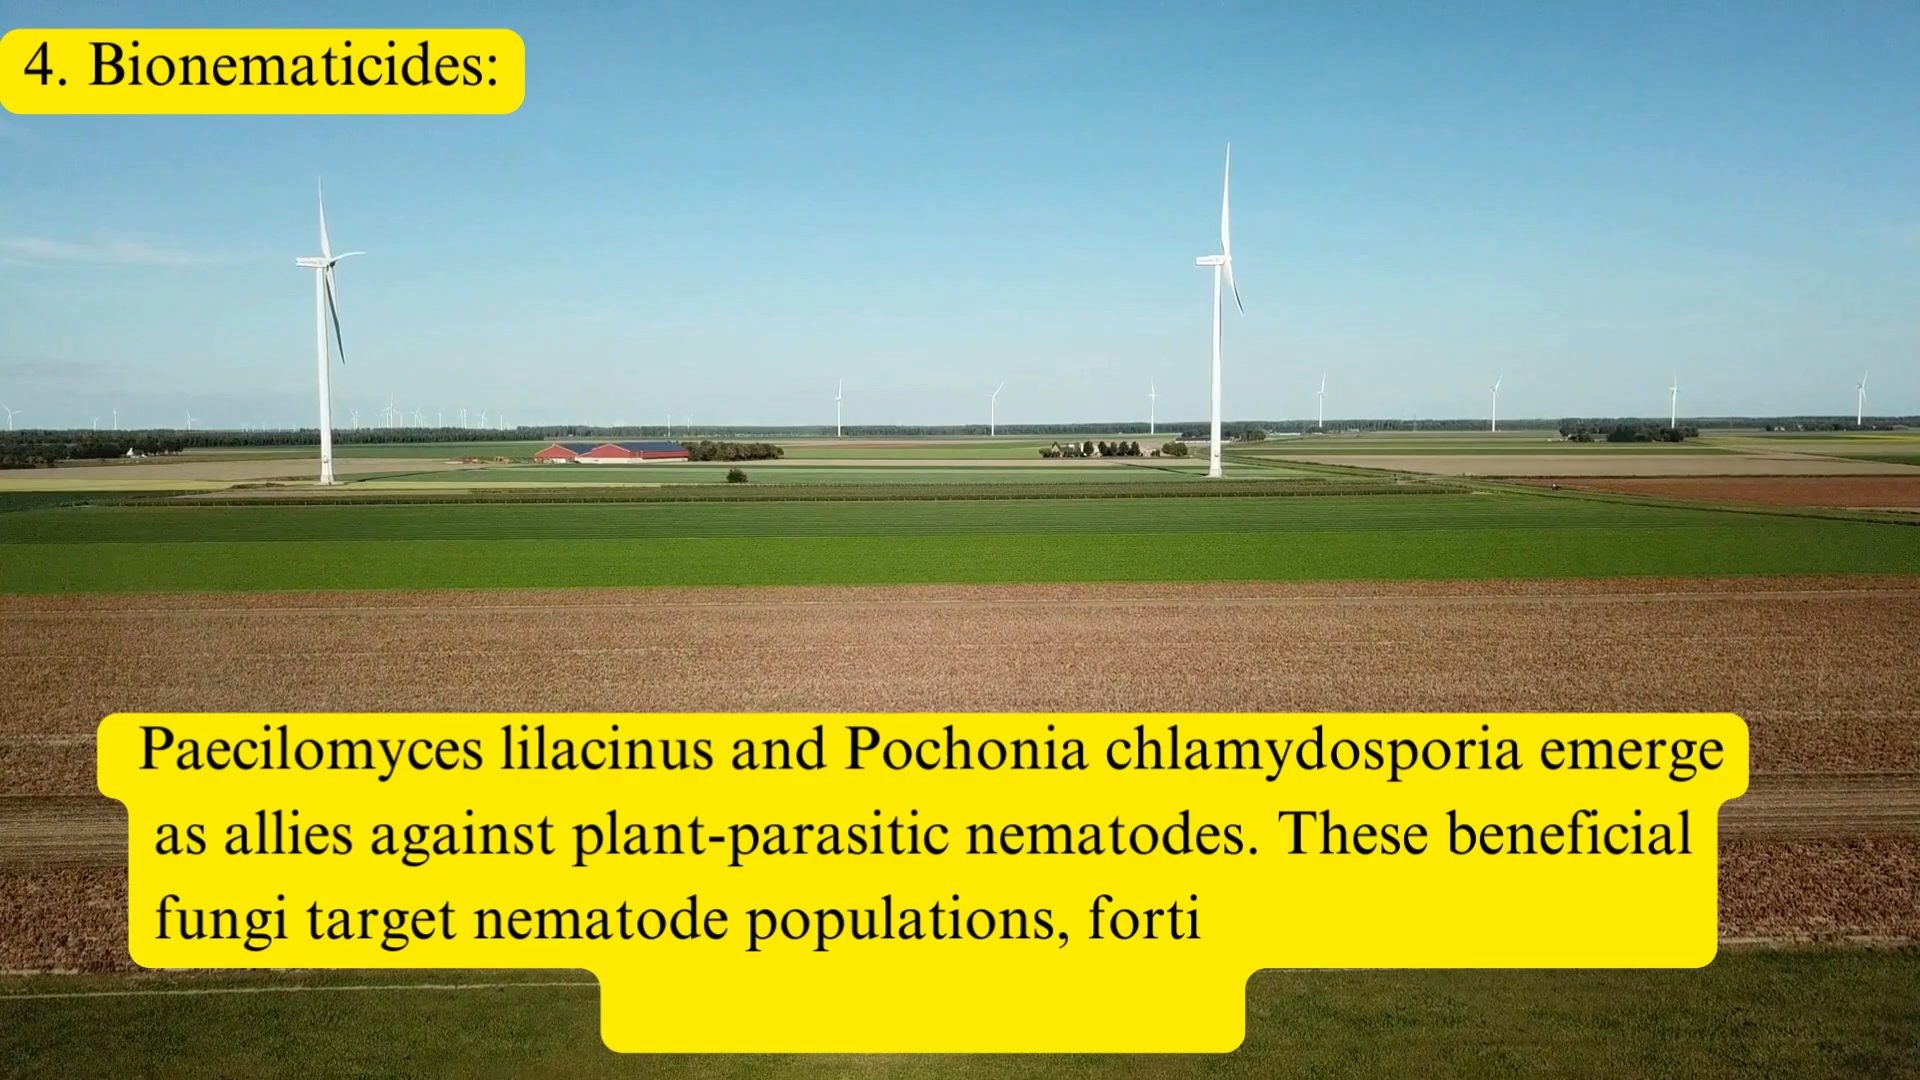 4. Bionematicides:
Paecilomyces lilacinus and Pochonia chlamydosporia emerge
as allies against plant-parasitic nematodes. These beneficial
fungi target nematode populations, forti